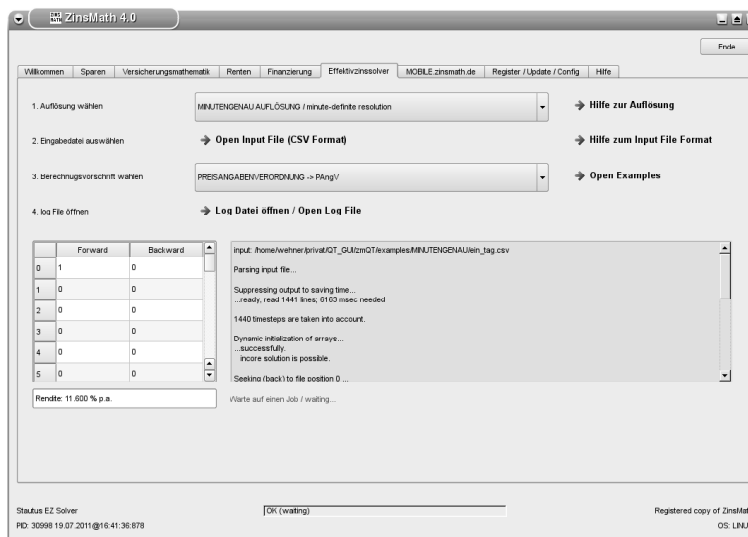 ZINS MATH ZinsMath 4.0
Ende
Willkommen Sparen Versicherungsmathematik Renten Finanzierung Effektivzinssolver MOBILE.zinsmath.de Register / Update / Config Hilfe
1. Auflösung wählen MINUTENGENAU AUFLÖSUNG / minute-definite resolution Hilfe zur Auflösung
2. Eingabedatei auswählen Open Input File (CSV Format) Hilfe zum Input File Format
3. Berechnugsvorschrift wählen PREISANGABENVERORDNUNG -> PAngV Open Examples
4. log File öffnen Log Datei öffnen / Open Log File
Forward Backward
0 1 0
1 0 0
2 0 0
3 0 0
4 0 0
5 0 0
input: /home/wehner/privat/QT_GUI/zmQT/examples/MINUTENGENAU/ein_tag.csv
Parsing input file...
Suppressing output to saving time...
...ready, read 1441 lines; 6163 msec needed
1440 timesteps are taken into account.
Dynamic initialization of arrays...
...successfully.
incore solution is possible.
Seeking (back) to file position 0 ...
Rendite: 11.600 % p.a. Warte auf einen Job / waiting...
Stautus EZ Solver OK (waiting) Registered copy of ZinsMat
PID: 30998 19.07.2011@16:41:36:878 OS: LINU